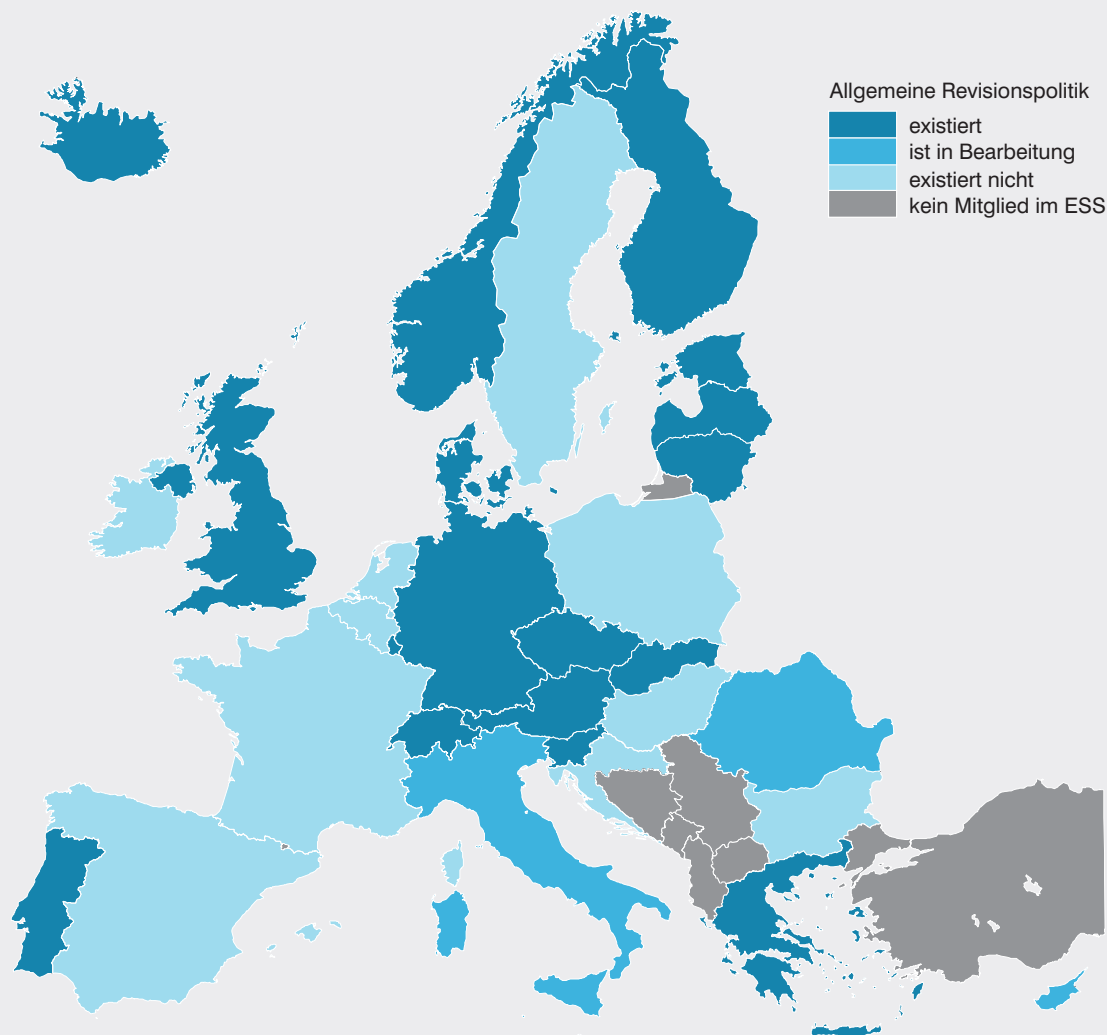 Allgemeine Revisionspolitik
existiert
ist in Bearbeitung
existiert nicht
kein Mitglied im ESS